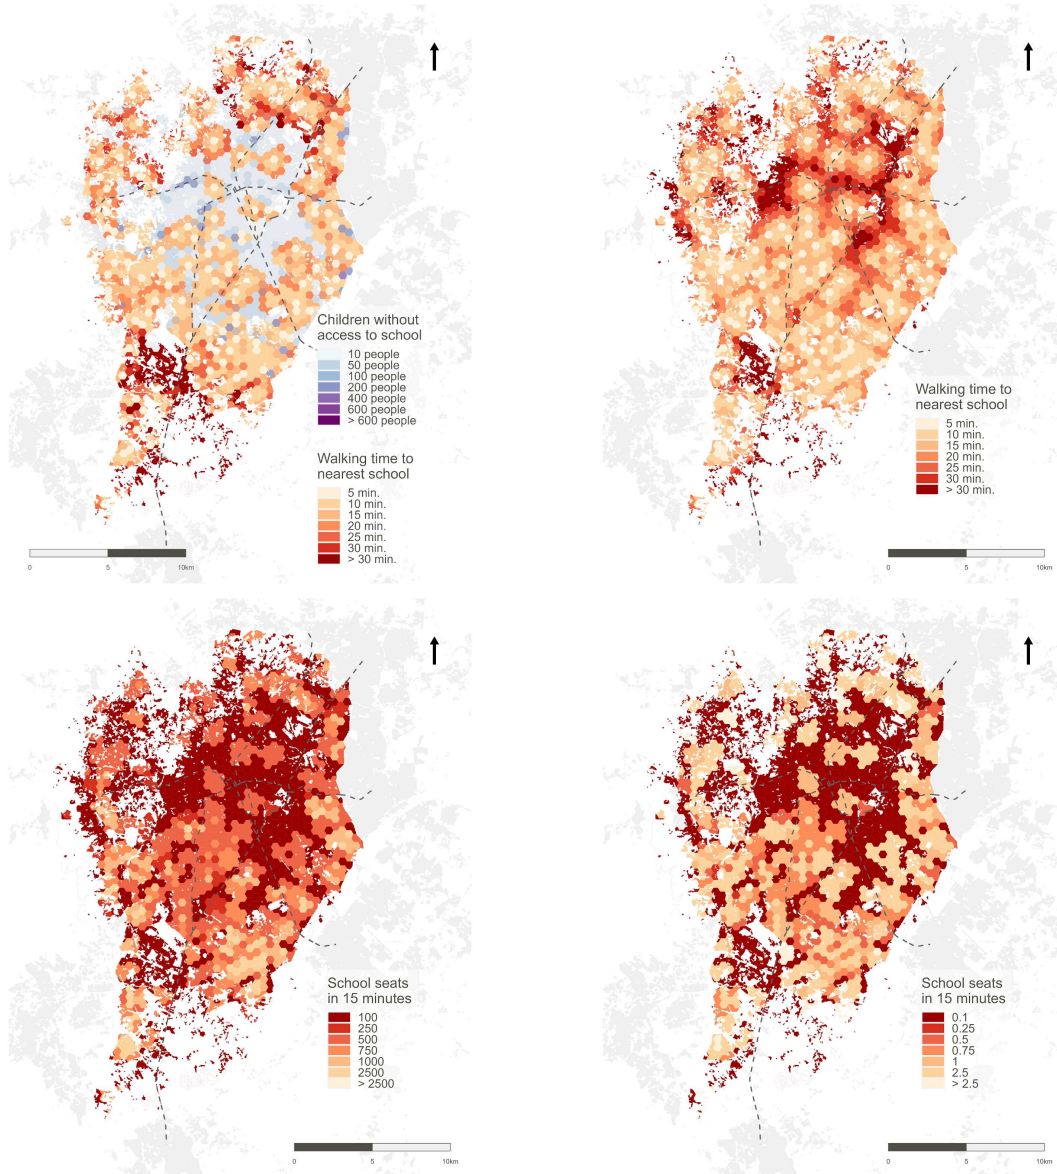 Children without
access to school
10 people
50 people
100 people
200 people
400 people
600 people
> 600 people
Walking time to
nearest school
5 min.
10 min.
15 min.
20 min.
25 min.
30 min.
> 30 min.
0 5 10km
Walking time to
nearest school
5 min.
10 min.
15 min.
20 min.
25 min.
30 min.
> 30 min.
0 5 10km
School seats
in 15 minutes
100
250
500
750
1000
2500
> 2500
0 5 10km
School seats
in 15 minutes
0.1
0.25
0.5
0.75
1
2.5
> 2.5
0 5 10km